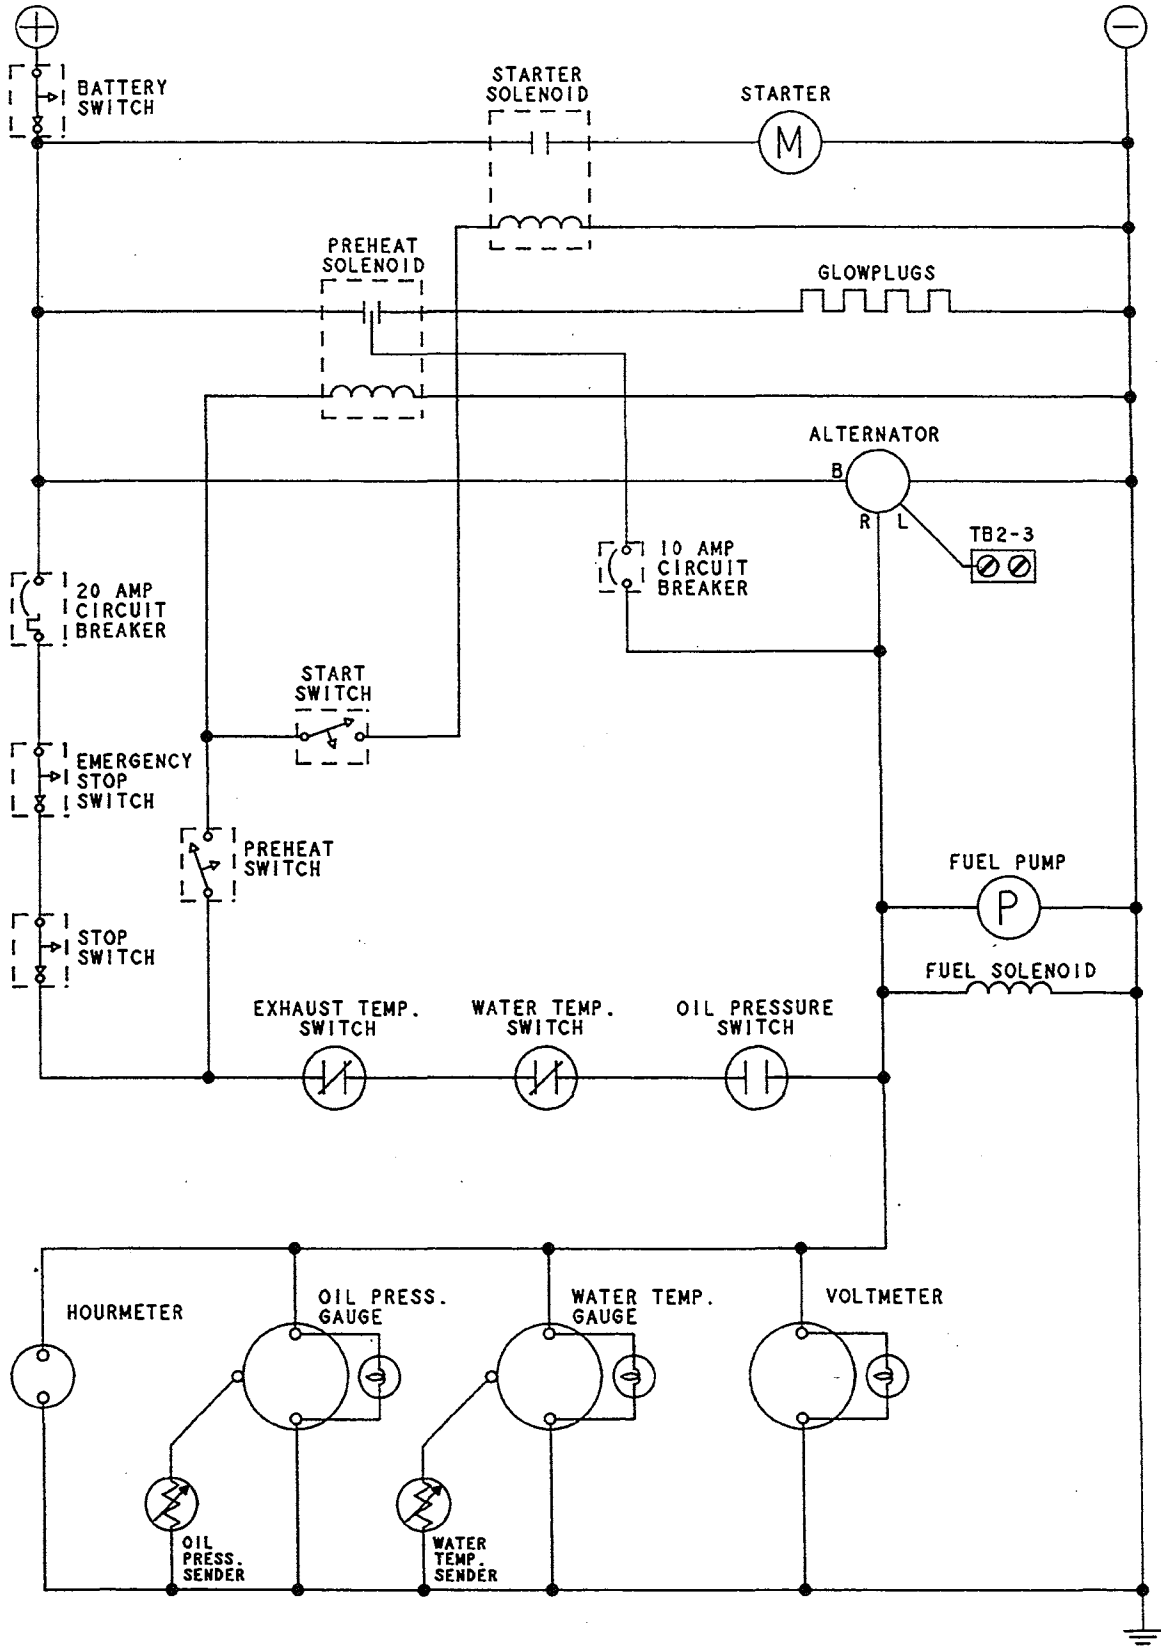 BATTERY
SWITCH
STARTER
SOLENOID
STARTER
M
PREHEAT
SOLENOID
GLOWPLUGS
ALTERNATOR
B
R L
TB2-3
20 AMP
CIRCUIT
BREAKER
10 AMP
CIRCUIT
BREAKER
START
SWITCH
EMERGENCY
STOP
SWITCH
PREHEAT
SWITCH
FUEL PUMP
P
STOP
SWITCH
FUEL SOLENOID
EXHAUST TEMP.
SWITCH
WATER TEMP.
SWITCH
OIL PRESSURE
SWITCH
HOURMETER
OIL PRESS.
GAUGE
WATER TEMP.
GAUGE
VOLTMETER
OIL
PRESS.
SENDER
WATER
TEMP.
SENDER